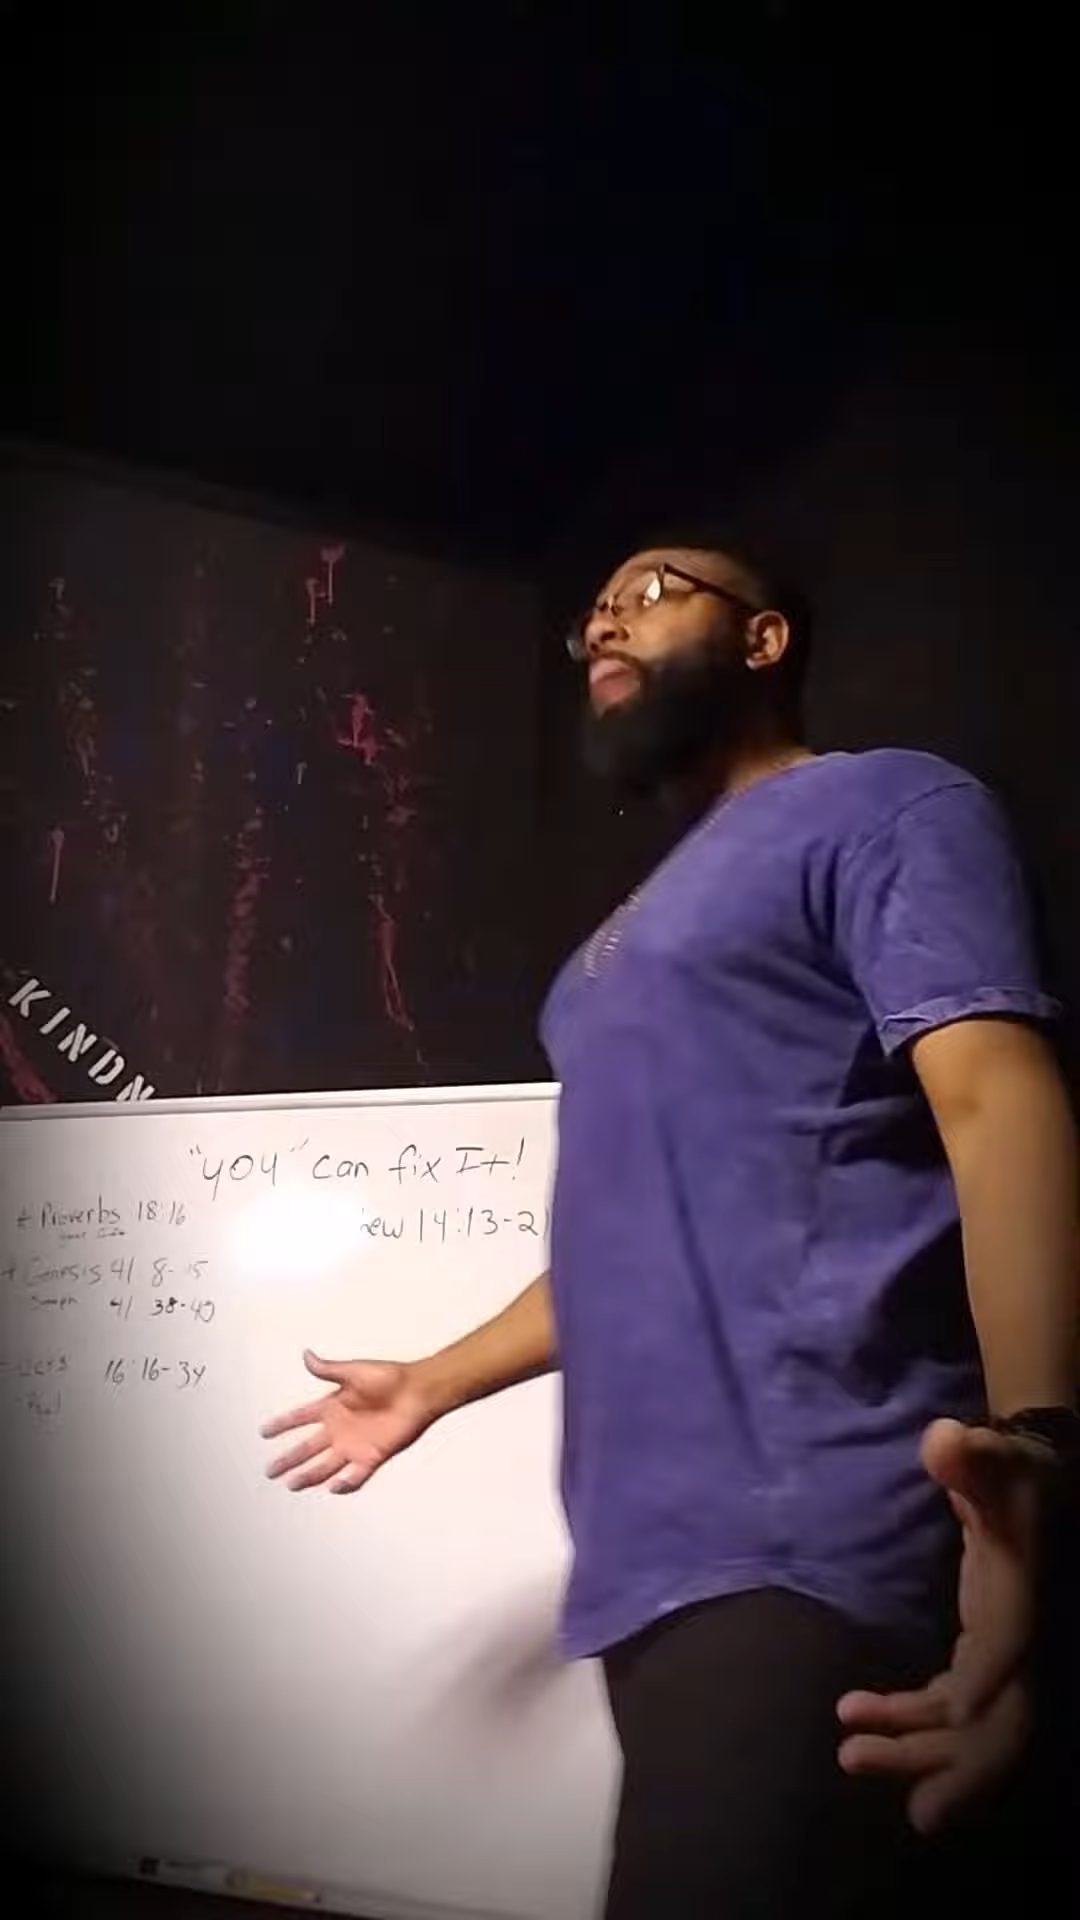 KINDN
"you" can fix It!
* Proverbs 18:16
hew 14:13-21
Genesis 41 8-15
41 38-40
16:16-34